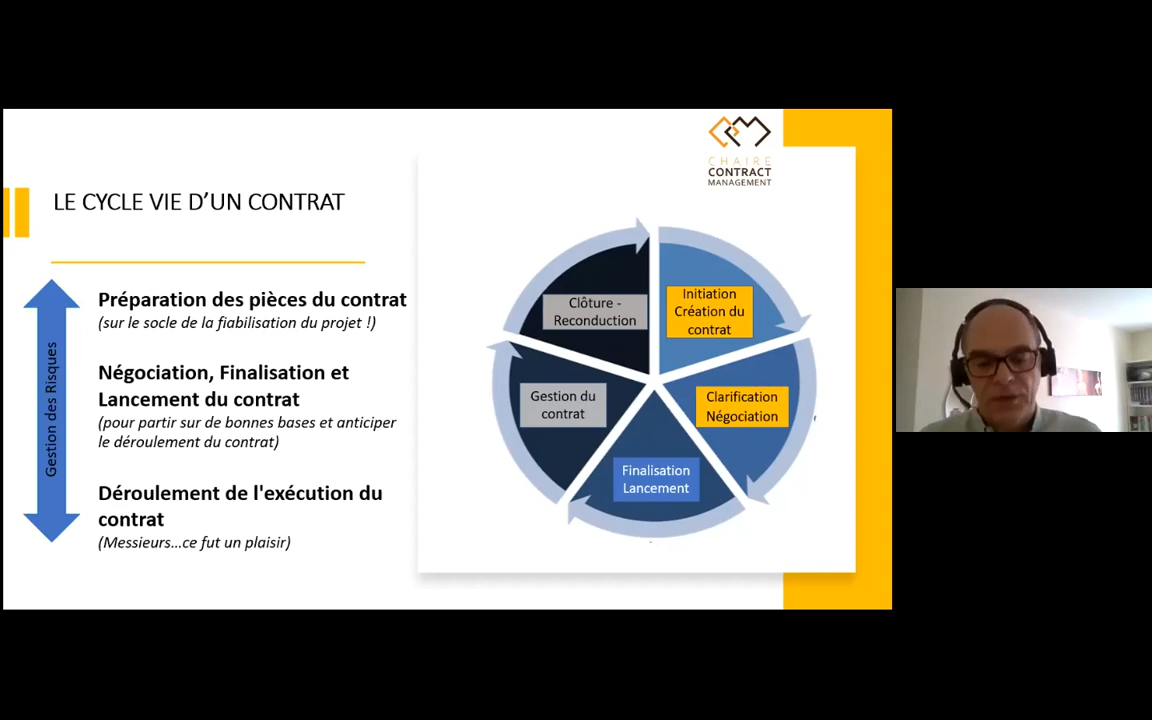 CHAIRE
CONTRACT
MANAGEMENT
LE CYCLE VIE D’UN CONTRAT
Gestion des Risques
Préparation des pièces du contrat
(sur le socle de la fiabilisation du projet !)
Négociation, Finalisation et
Lancement du contrat
(pour partir sur de bonnes bases et anticiper
le déroulement du contrat)
Déroulement de l'exécution du
contrat
(Messieurs...ce fut un plaisir)
Initiation
Création du
contrat
Clarification
Négociation
Finalisation
Lancement
Gestion du
contrat
Clôture -
Reconduction